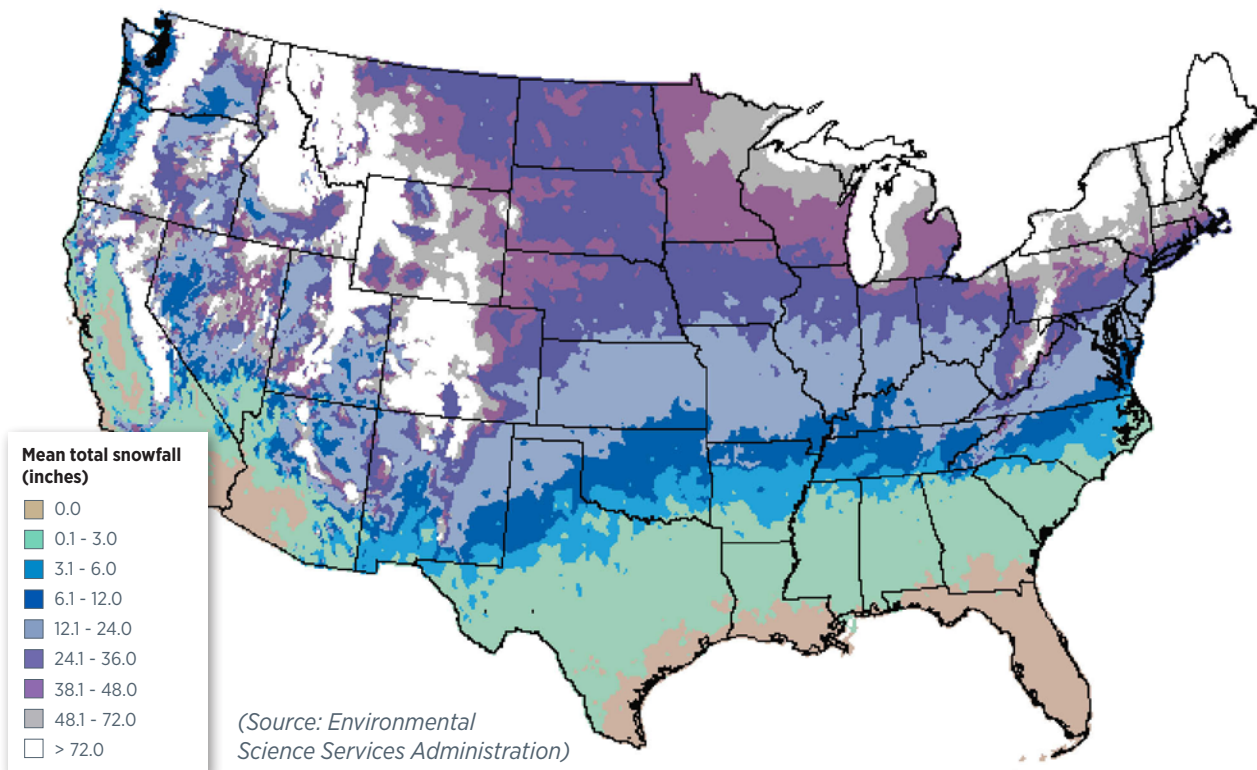 Mean total snowfall
(inches)
0.0
0.1 - 3.0
3.1 - 6.0
6.1 - 12.0
12.1 - 24.0
24.1 - 36.0
38.1 - 48.0
48.1 - 72.0
> 72.0
(Source: Environmental
Science Services Administration)